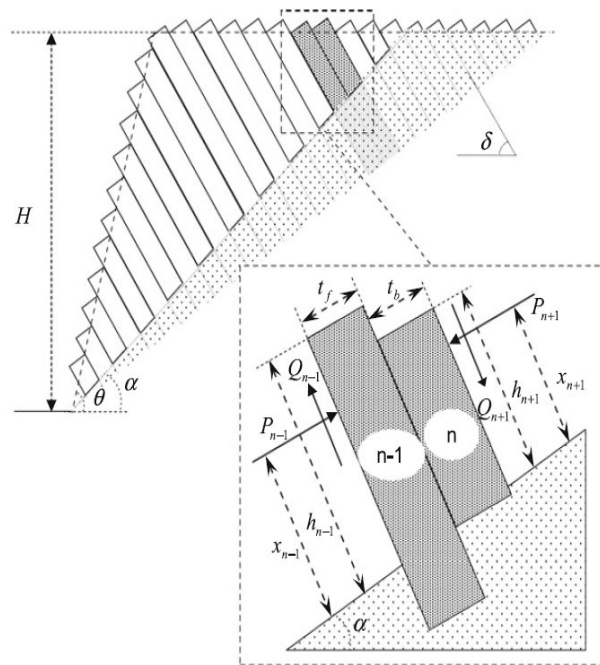 H
δ
θ
α
t_f
t_b
P_{n+1}
Q_{n-1}
Q_{n+1}
h_{n+1}
x_{n+1}
P_{n-1}
n-1
n
h_{n-1}
x_{n-1}
α